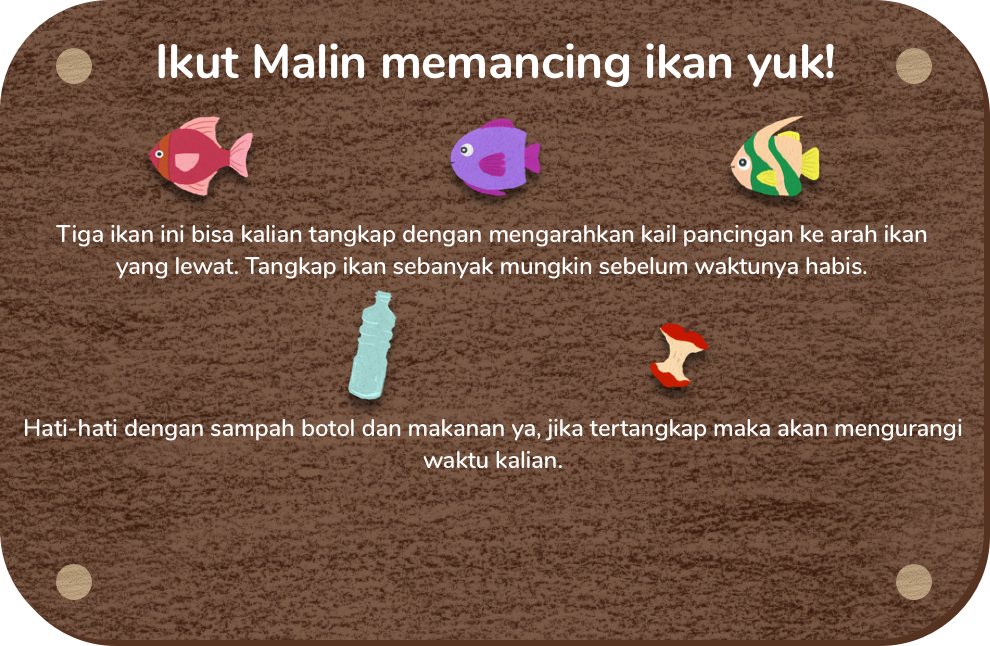 Ikut Malin memancing ikan yuk!
Tiga ikan ini bisa kalian tangkap dengan mengarahkan kail pancingan ke arah ikan
yang lewat. Tangkap ikan sebanyak mungkin sebelum waktunya habis.
Hati-hati dengan sampah botol dan makanan ya, jika tertangkap maka akan mengurangi
waktu kalian.